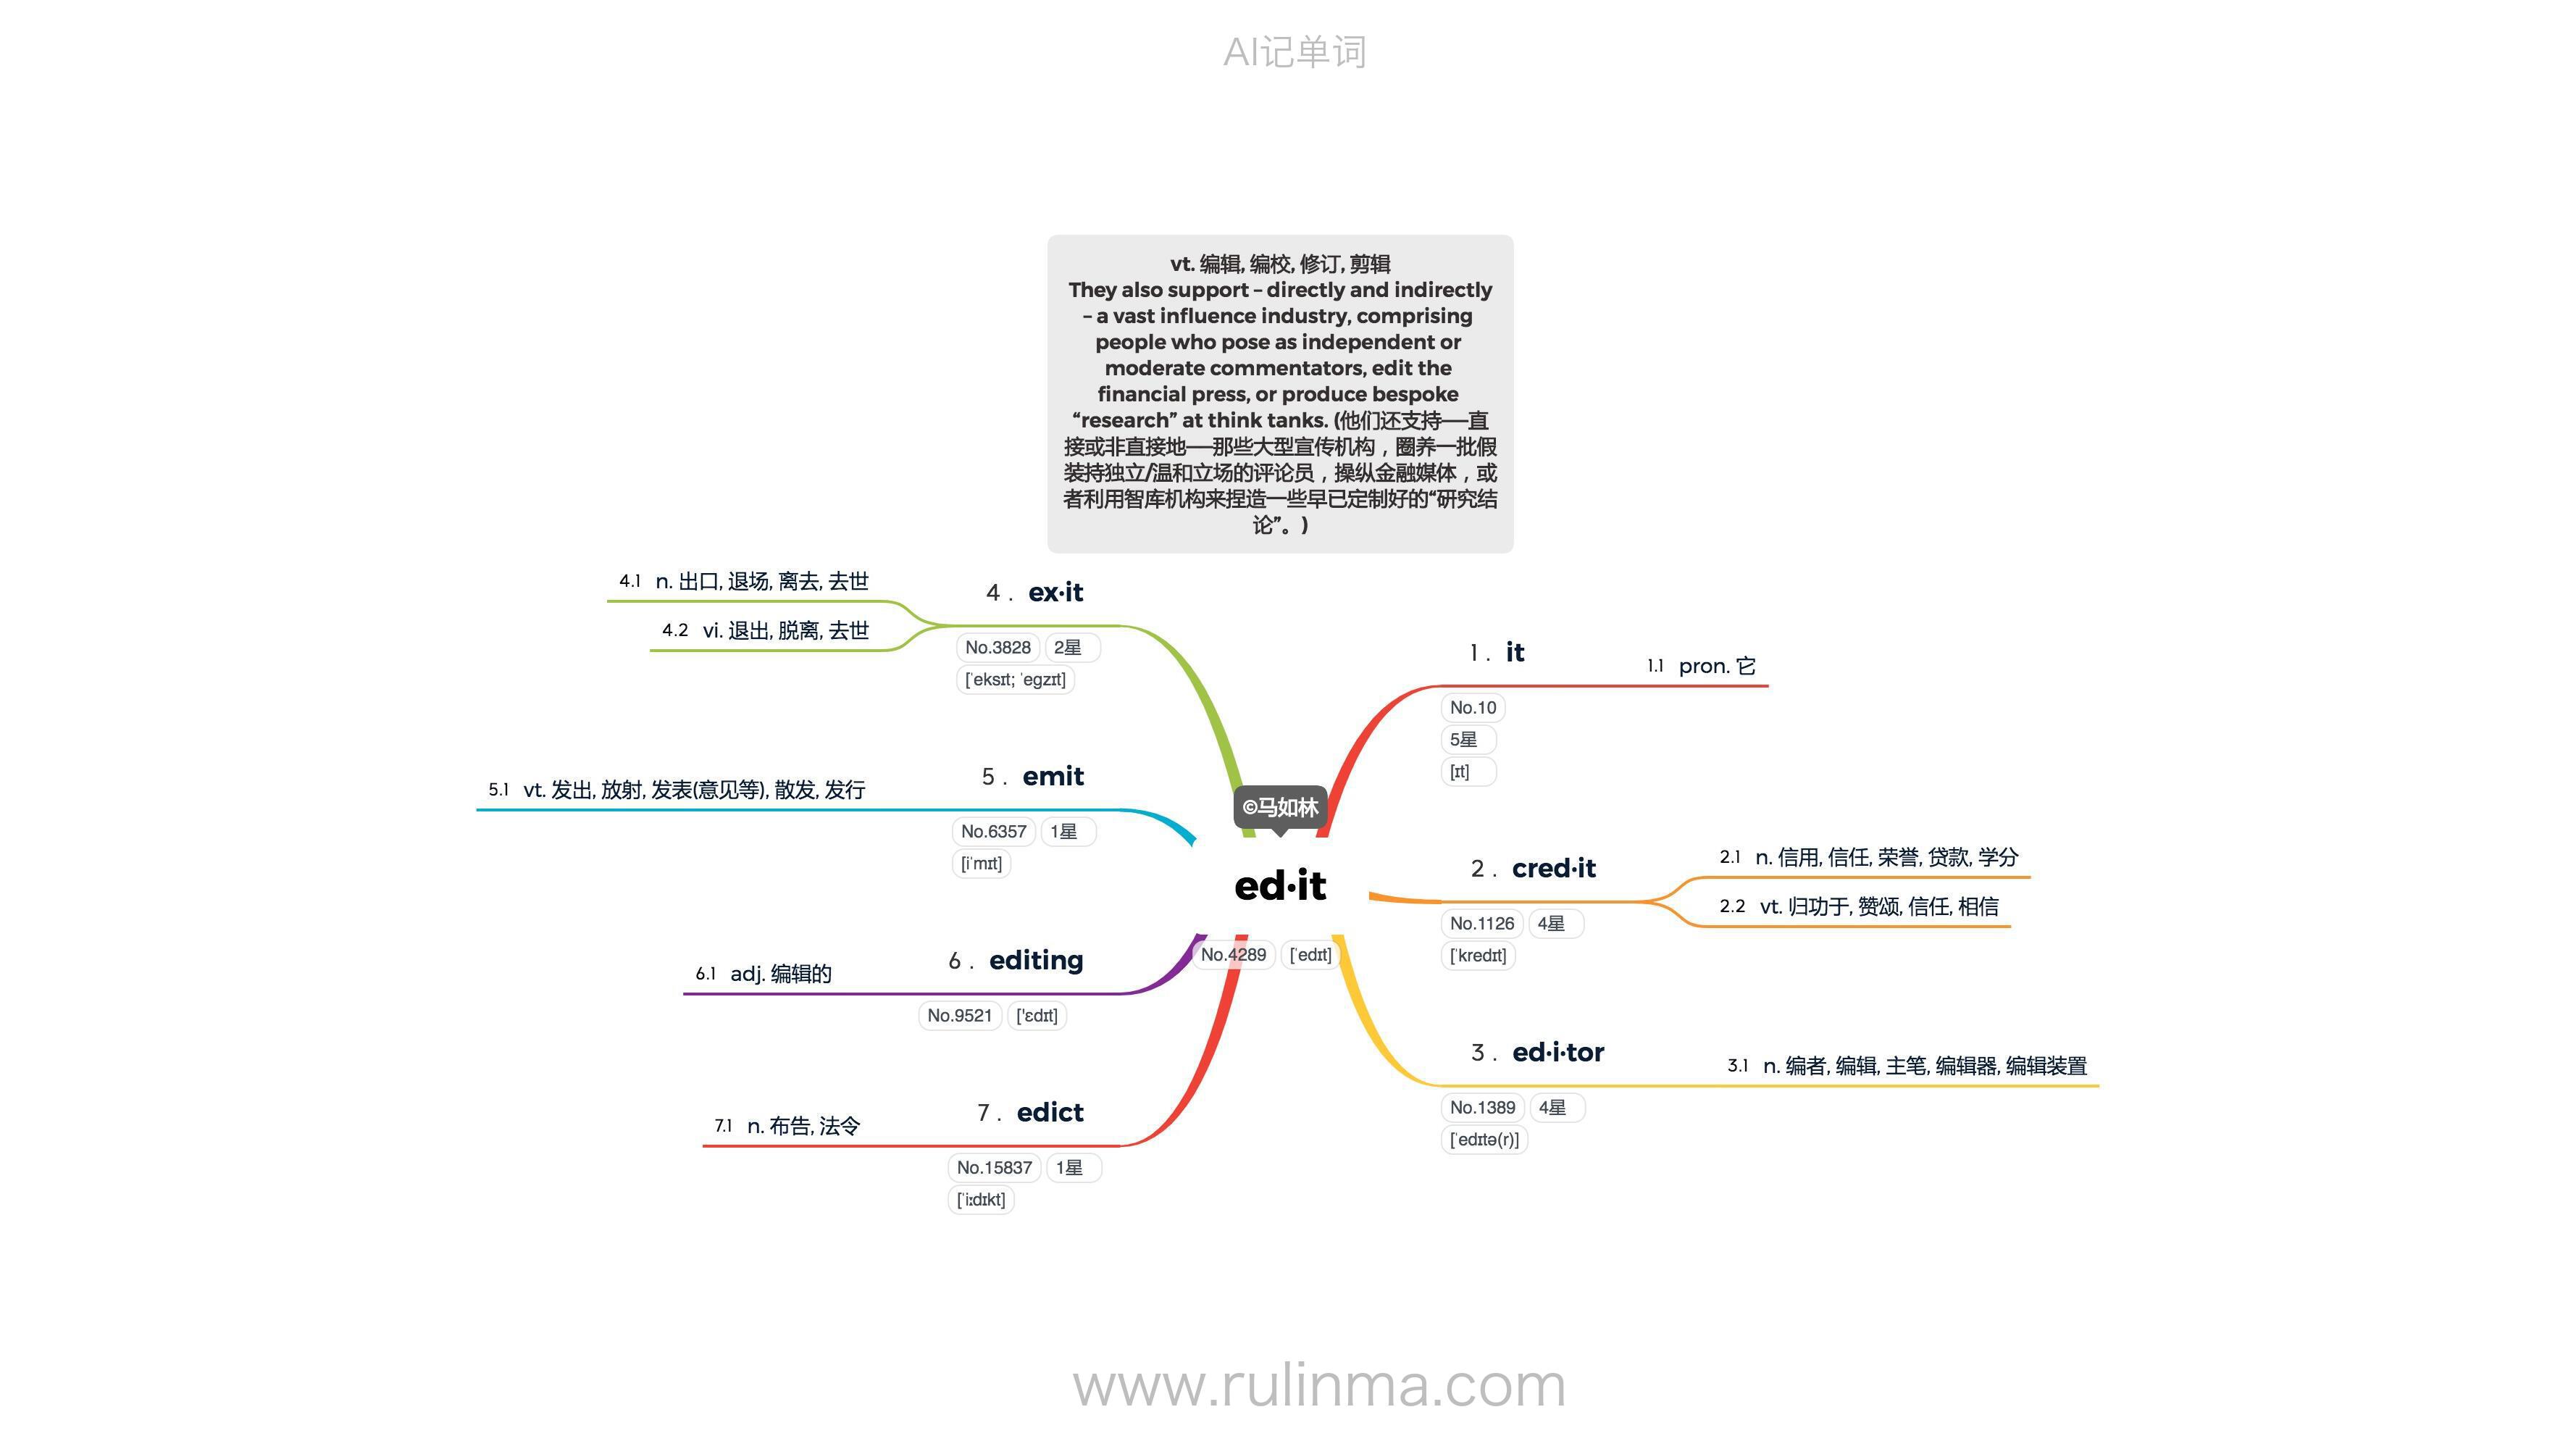 AI记单词
vt. 编辑, 编校, 修订, 剪辑
They also support – directly and indirectly
– a vast influence industry, comprising
people who pose as independent or
moderate commentators, edit the
financial press, or produce bespoke
“research” at think tanks. (他们还支持──直
接或非直接地──那些大型宣传机构，圈养一批假
装持独立/温和立场的评论员，操纵金融媒体，或
者利用智库机构来捏造一些早已定制好的“研究结
论”。)
©马如林
ed·it
No.4289 [ˈedɪt]
1. it
No.10
5星
[ɪt]
1.1 pron. 它
2. cred·it
No.1126 4星
[ˈkredɪt]
2.1 n. 信用, 信任, 荣誉, 贷款, 学分
2.2 vt. 归功于, 赞颂, 信任, 相信
3. ed·i·tor
No.1389 4星
[ˈedɪtə(r)]
3.1 n. 编者, 编辑, 主笔, 编辑器, 编辑装置
4. ex·it
No.3828 2星
[ˈeksɪt; ˈegzɪt]
4.1 n. 出口, 退场, 离去, 去世
4.2 vi. 退出, 脱离, 去世
5. emit
No.6357 1星
[iˈmɪt]
5.1 vt. 发出, 放射, 发表(意见等), 散发, 发行
6. editing
No.9521 ['ɛdɪt]
6.1 adj. 编辑的
7. edict
No.15837 1星
[ˈiːdɪkt]
7.1 n. 布告, 法令
www.rulinma.com